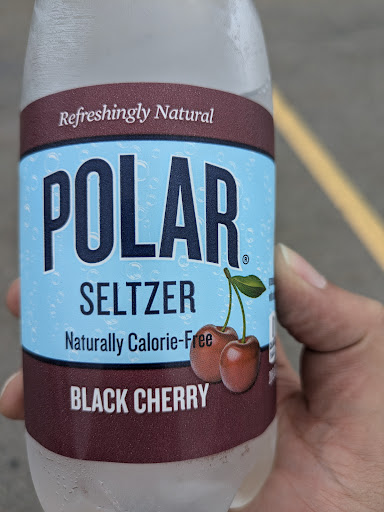 Refreshingly Natural
POLAR®
SELTZER
Naturally Calorie-Free
BLACK CHERRY